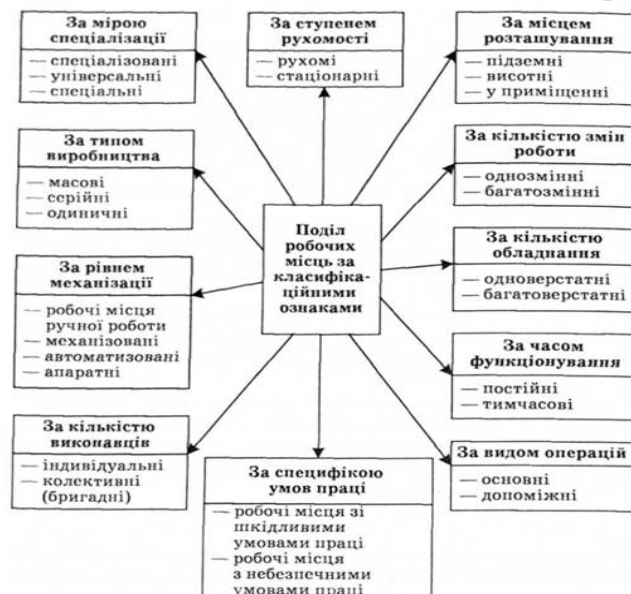 За мірою
спеціалізації
— спеціалізовані
— універсальні
— спеціальні
За ступенем
рухомості
— рухомі
— стаціонарні
За місцем
розташування
— підземні
— висотні
— у приміщенні
За типом
виробництва
— масові
— серійні
— одиничні
За кількістю змін
роботи
— однозмінні
— багатозмінні
Поділ
робочих
місць за
класифіка-
ційними
ознаками
За рівнем
механізації
— робочі місця
ручної роботи
— механізовані
— автоматизовані
— апаратні
За кількістю
обладнання
— одноверстатні
— багатоверстатні
За часом
функціонування
— постійні
— тимчасові
За кількістю
виконавців
— індивідуальні
— колективні
(бригадні)
За специфікою
умов праці
— робочі місця зі
шкідливими
умовами праці
— робочі місця
з небезпечними
умовами праці
За видом операцій
— основні
— допоміжні